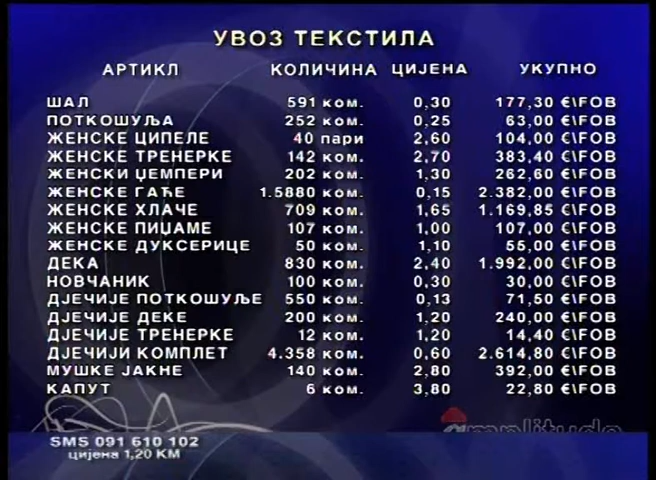 УВОЗ ТЕКСТИЛА
АРТИКЛ КОЛИЧИНА ЦИЈЕНА УКУПНО
ШАЛ 591 ком. 0,30 177,30 €\FOB
ПОТКОШУЉА 252 ком. 0,25 63,00 €\FOB
ЖЕНСКЕ ЦИПЕЛЕ 40 пари 2,60 104,00 €\FOB
ЖЕНСКЕ ТРЕНЕРКЕ 142 ком. 2,70 383,40 €\FOB
ЖЕНСКИ ЏЕМПЕРИ 202 ком. 1,30 262,60 €\FOB
ЖЕНСКЕ ГАЋЕ 1.5880 ком. 0,15 2.382,00 €\FOB
ЖЕНСКЕ ХЛАЧЕ 709 ком. 1,65 1.169,85 €\FOB
ЖЕНСКЕ ПИЏАМЕ 107 ком. 1,00 107,00 €\FOB
ЖЕНСКЕ ДУКСЕРИЦЕ 50 ком. 1,10 55,00 €\FOB
ДЕКА 830 ком. 2,40 1.992,00 €\FOB
НОВЧАНИК 100 ком. 0,30 30,00 €\FOB
ДЈЕЧИЈЕ ПОТКОШУЉЕ 550 ком. 0,13 71,50 €\FOB
ДЈЕЧИЈЕ ДЕКЕ 200 ком. 1,20 240,00 €\FOB
ДЈЕЧИЈЕ ТРЕНЕРКЕ 12 ком. 1,20 14,40 €\FOB
ДЈЕЧИЈИ КОМПЛЕТ 4.358 ком. 0,60 2.614,80 €\FOB
МУШКЕ ЈАКНЕ 140 ком. 2,80 392,00 €\FOB
КАПУТ 6 ком. 3,80 22,80 €\FOB
amplitude
SMS 091 610 102
цијена 1,20 КМ